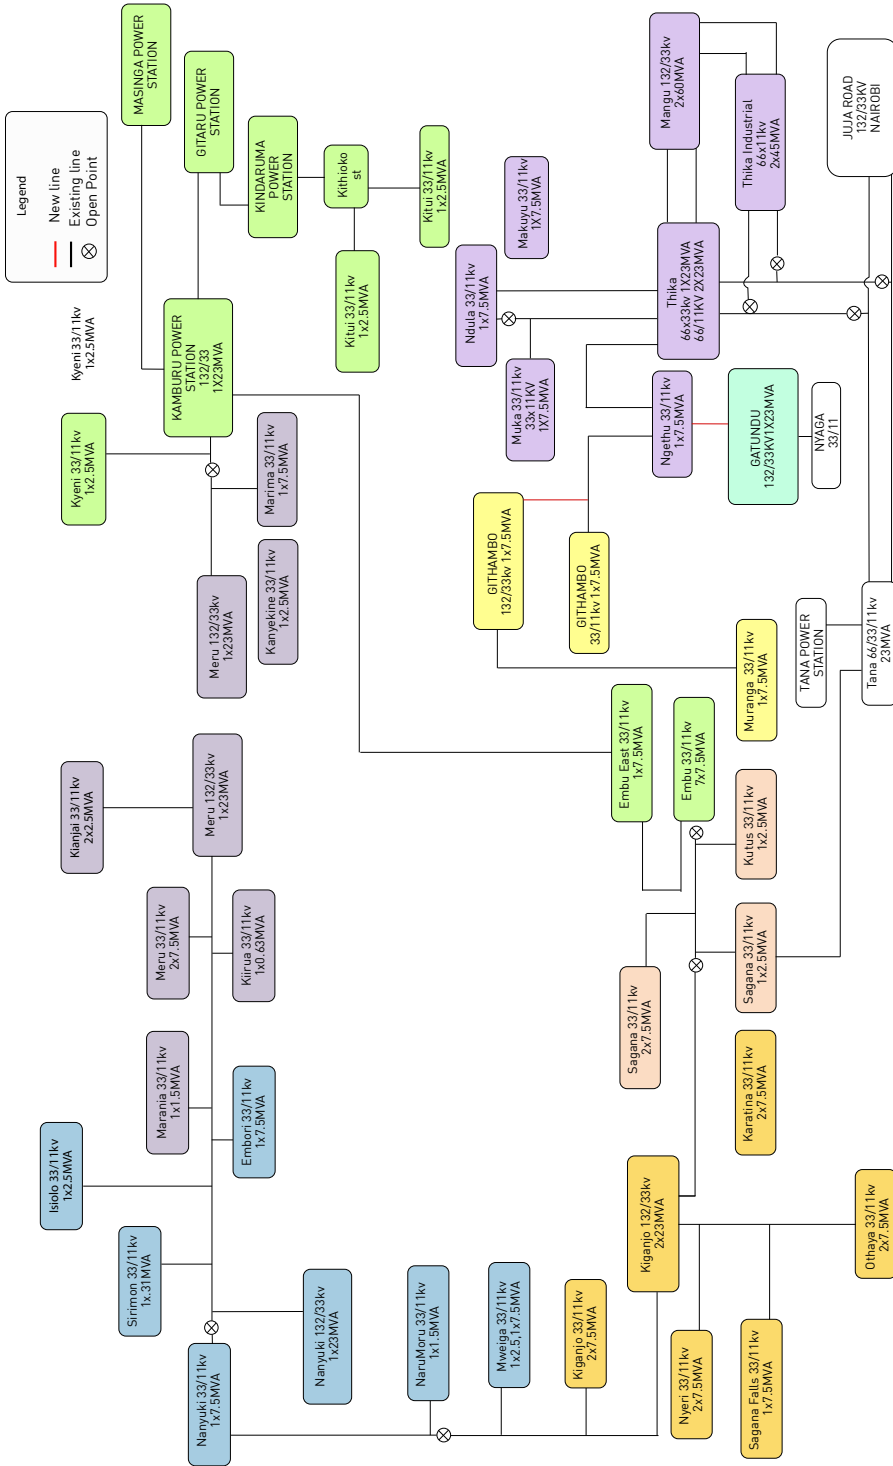 Isiolo 33/11kv
1x2.5MVA
Kianjai 33/11kv
2x2.5MVA
Kyeni 33/11kv
1x2.5MVA
Kyeni 33/11kv
1x2.5MVA
Legend
New line
Existing line
Open Point
Sirimon 33/11kv
1x.31MVA
Marania 33/11kv
1x1.5MVA
Meru 33/11kv
2x7.5MVA
MASINGA POWER
STATION
Nanyuki 33/11kv
1x7.5MVA
Embori 33/11kv
1x7.5MVA
Kiirua 33/11kv
1x0.63MVA
Meru 132/33kv
1x23MVA
Meru 132/33kv
1x23MVA
Kanyekine 33/11kv
1x2.5MVA
Marima 33/11kv
1x7.5MVA
KAMBURU POWER
STATION
132/33
1X23MVA
GITARU POWER
STATION
KINDARUMA
POWER
STATION
Nanyuki 132/33kv
1x23MVA
Kitui 33/11kv
1x2.5MVA
Kithioko
st
Kitui 33/11kv
1x2.5MVA
NaruMoru 33/11kv
1x1.5MVA
Mweiga 33/11kv
1x2.5,1x7.5MVA
Kiganjo 33/11kv
2x7.5MVA
GITHAMBO
132/33kv 1x7.5MVA
GITHAMBO
33/11kv 1x7.5MVA
Ndula 33/11kv
1x7.5MVA
Makuyu 33/11kv
1X7.5MVA
Muka 33/11kv
33x11KV
1X7.5MVA
Kiganjo 132/33kv
2x23MVA
Sagana 33/11kv
2x7.5MVA
Embu East 33/11kv
1x7.5MVA
Embu 33/11kv
7x7.5MVA
Ngethu 33/11kv
1x7.5MVA
Thika
66x33kv 1X23MVA
66/11KV 2X23MVA
Mangu 132/33kv
2x60MVA
Nyeri 33/11kv
2x7.5MVA
Sagana Falls 33/11kv
1x7.5MVA
Karatina 33/11kv
2x7.5MVA
Sagana 33/11kv
1x2.5MVA
Kutus 33/11kv
1x2.5MVA
Muranga 33/11kv
1x7.5MVA
GATUNDU
132/33KV1X23MVA
Thika Industrial
66x11kv
2x45MVA
TANA POWER
STATION
NYAGA
33/11
Othaya 33/11kv
2x7.5MVA
Tana 66/33/11kv
23MVA
JUJA ROAD
132/33KV
NAIROBI